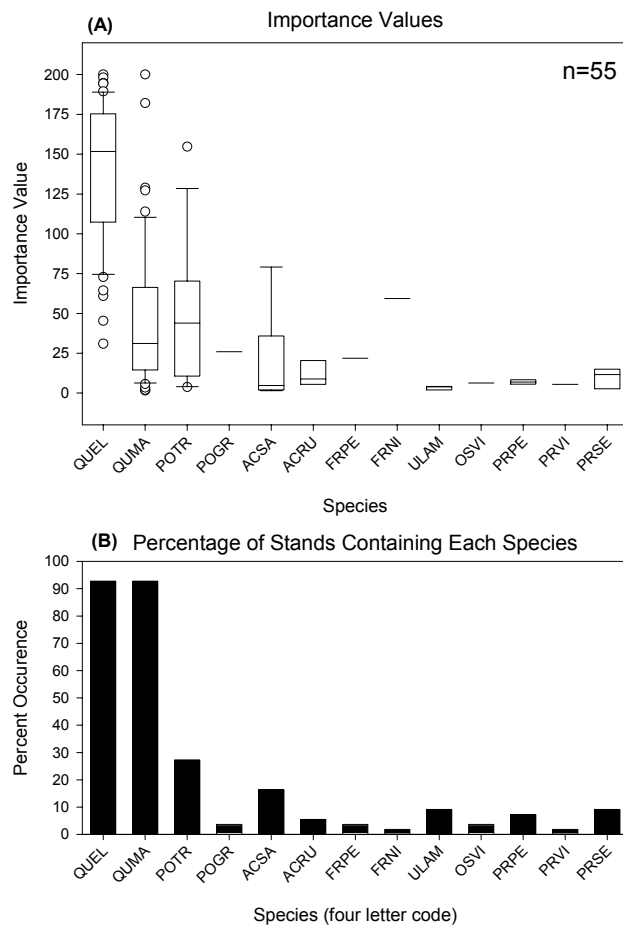 (A) Importance Values
n=55
200
175
150
125
100
75
50
25
0
Importance Value
QUEL QUMA POTR POGR ACSA ACRU FRPE FRNI ULAM OSVI PRPE PRVI PRSE
Species
(B) Percentage of Stands Containing Each Species
100
90
80
70
60
50
40
30
20
10
0
Percent Occurence
QUEL QUMA POTR POGR ACSA ACRU FRPE FRNI ULAM OSVI PRPE PRVI PRSE
Species (four letter code)